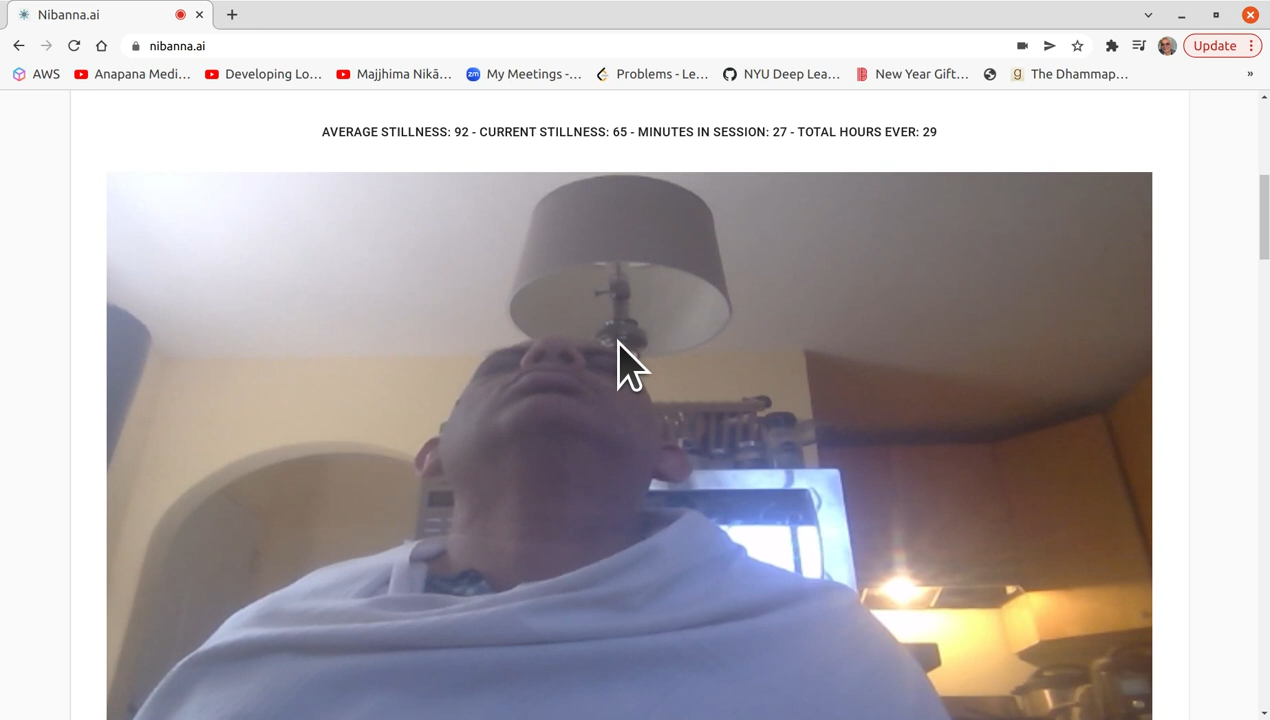 Nibanna.ai
nibanna.ai
Update
AWS
Anapana Medi...
Developing Lo...
Majjhima Nikā...
zm
My Meetings -...
Problems - Le...
NYU Deep Lea...
New Year Gift...
g
The Dhammap...
»
AVERAGE STILLNESS: 92 - CURRENT STILLNESS: 65 - MINUTES IN SESSION: 27 - TOTAL HOURS EVER: 29